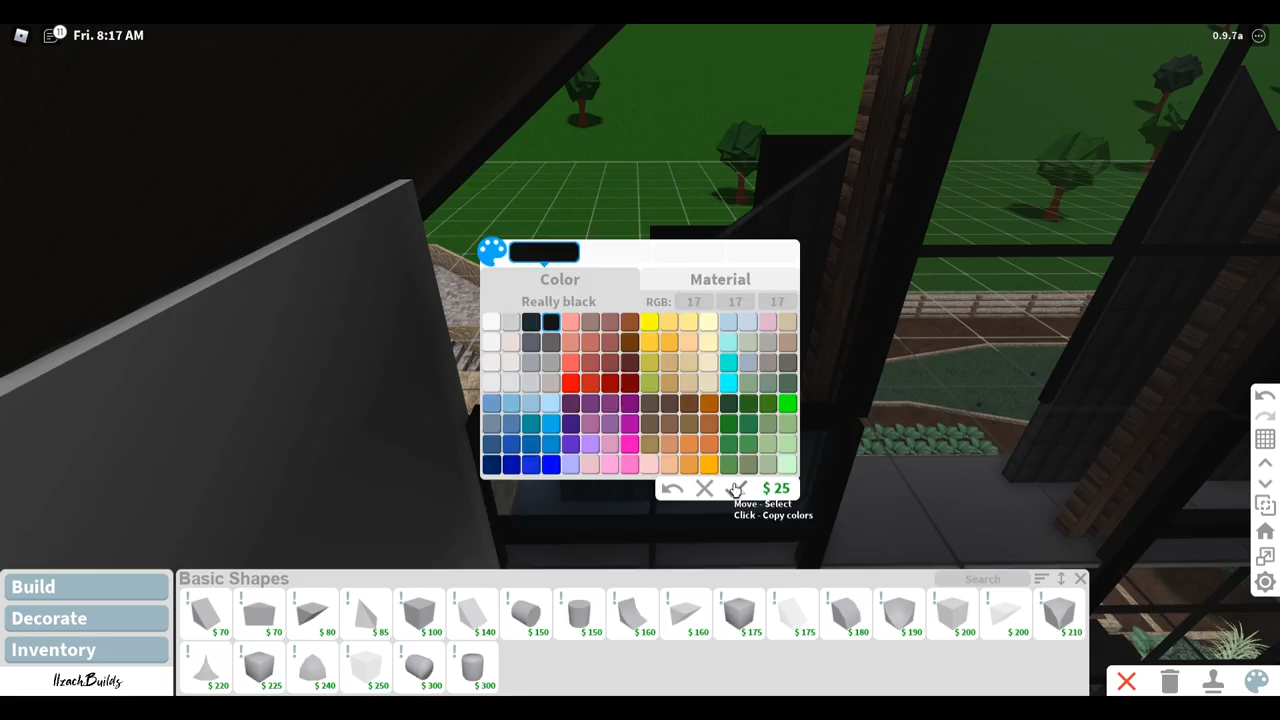 11
Fri. 8:17 AM
0.9.7a
Color
Material
Really black
RGB: 17 17 17
$ 25
Move - Select
Click - Copy colors
Build
Decorate
Inventory
IIzachBuilds
Basic Shapes
Search
! $ 70
! $ 70
! $ 80
! $ 85
! $ 100
! $ 140
! $ 150
! $ 150
! $ 160
! $ 160
! $ 175
! $ 175
! $ 180
! $ 190
! $ 200
! $ 200
! $ 210
! $ 220
! $ 225
! $ 240
! $ 250
! $ 300
! $ 300